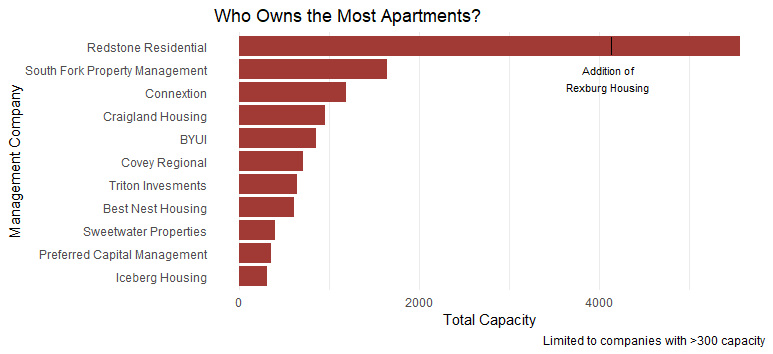 Who Owns the Most Apartments?
Management Company
Redstone Residential
South Fork Property Management
Connextion
Craigland Housing
BYUI
Covey Regional
Triton Invesments
Best Nest Housing
Sweetwater Properties
Preferred Capital Management
Iceberg Housing
Addition of
Rexburg Housing
0 2000 4000
Total Capacity
Limited to companies with >300 capacity